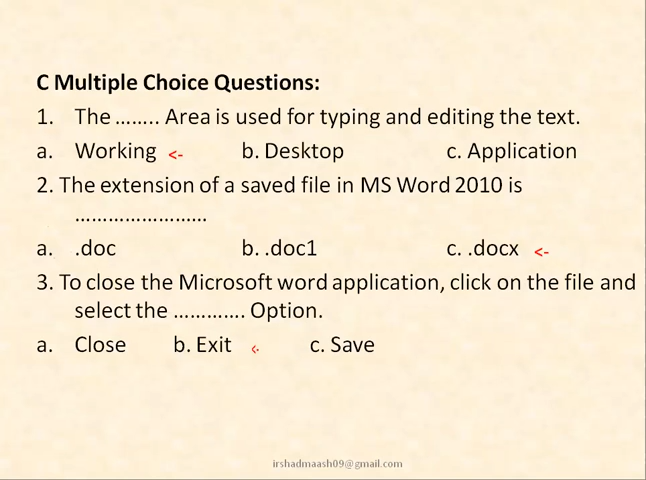 C Multiple Choice Questions:
1. The …….. Area is used for typing and editing the text.
a. Working <- b. Desktop c. Application
2. The extension of a saved file in MS Word 2010 is
……………………
a. .doc b. .doc1 c. .docx <-
3. To close the Microsoft word application, click on the file and
select the …………. Option.
a. Close b. Exit <- c. Save
irshadmaash09@gmail.com